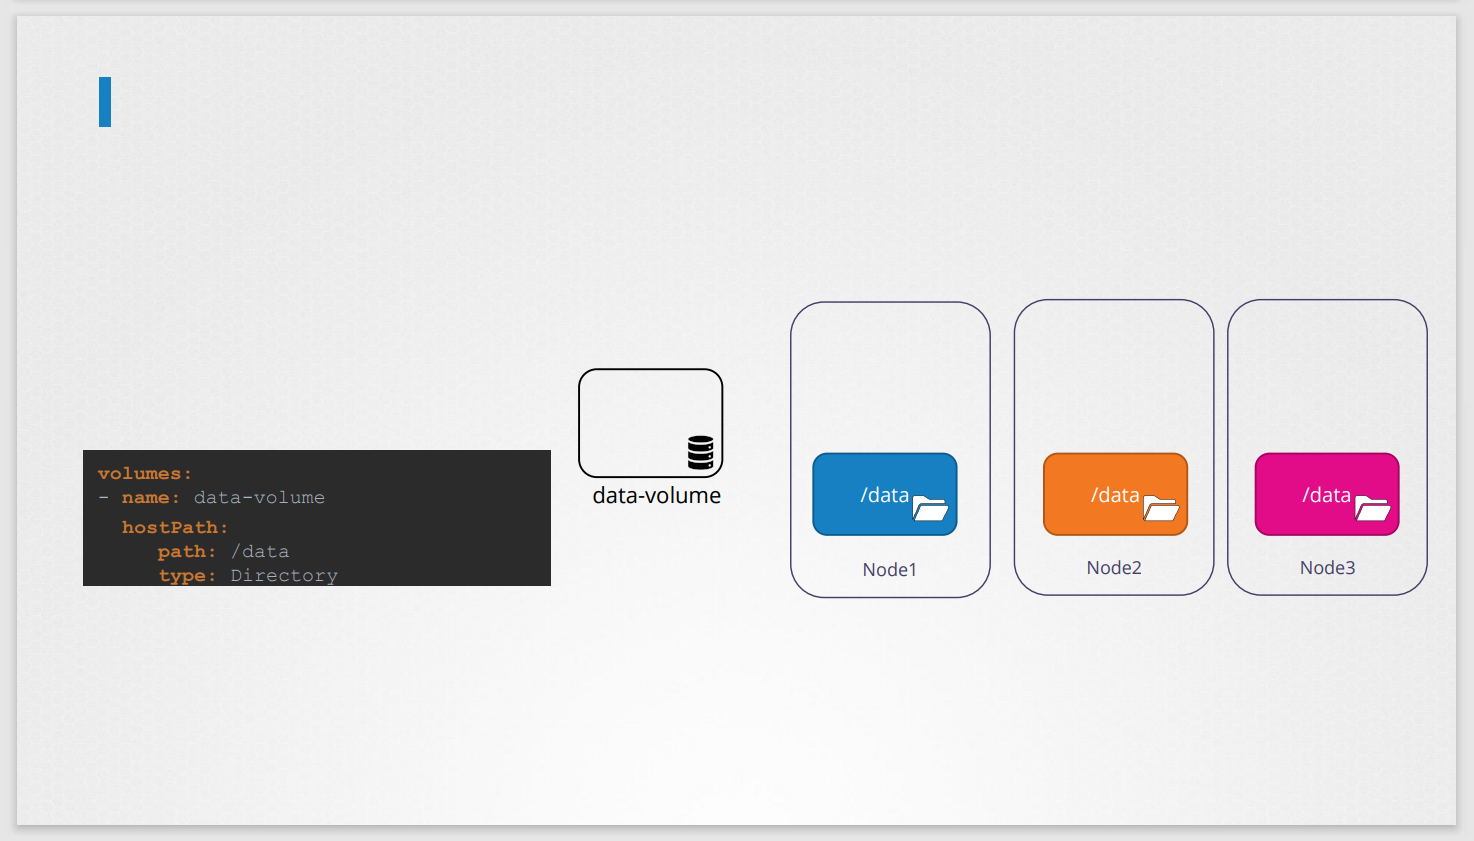 volumes:
- name: data-volume
hostPath:
path: /data
type: Directory
data-volume
/data
Node1
/data
Node2
/data
Node3